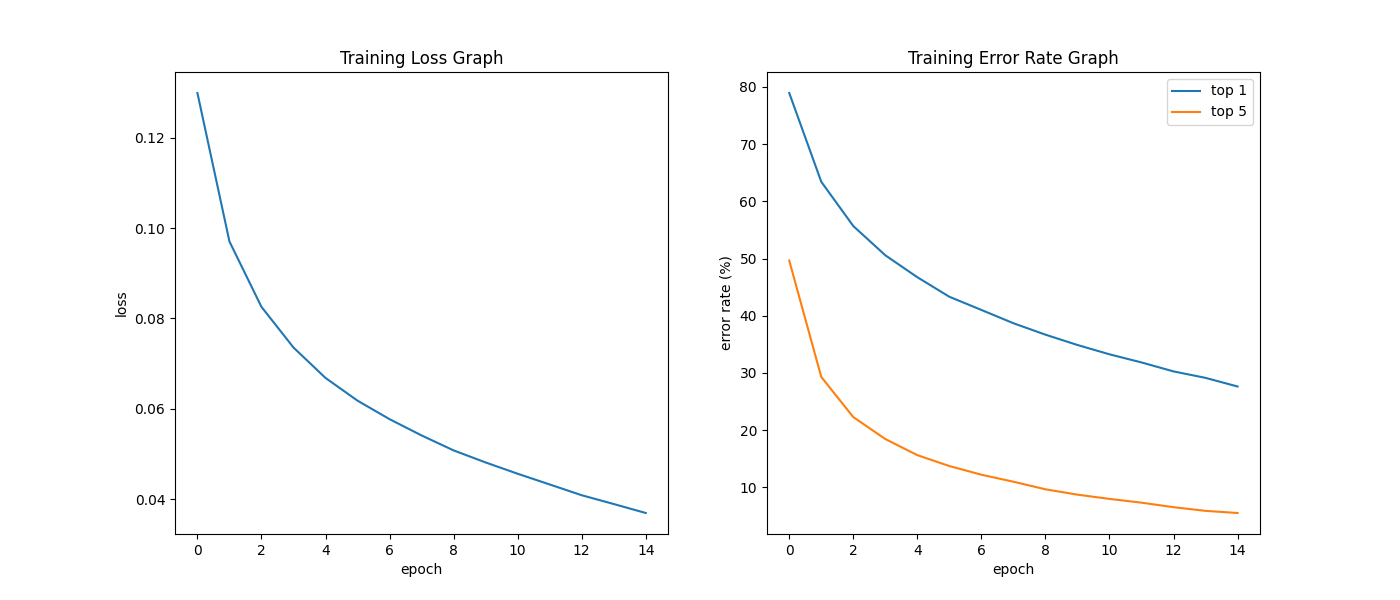 Training Loss Graph
0.12
0.10
0.08
0.06
0.04
loss
0 2 4 6 8 10 12 14
epoch
Training Error Rate Graph
top 1
top 5
80
70
60
50
40
30
20
10
error rate (%)
0 2 4 6 8 10 12 14
epoch